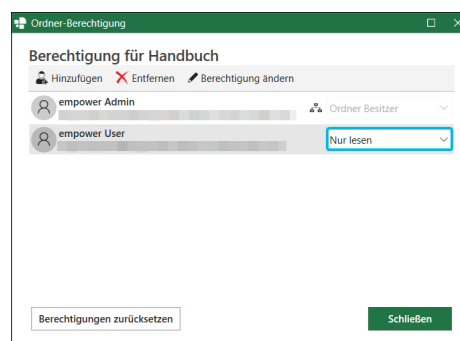 Ordner-Berechtigung
Berechtigung für Handbuch
Hinzufügen Entfernen Berechtigung ändern
empower Admin
Ordner Besitzer
empower User
Nur lesen
Berechtigungen zurücksetzen Schließen